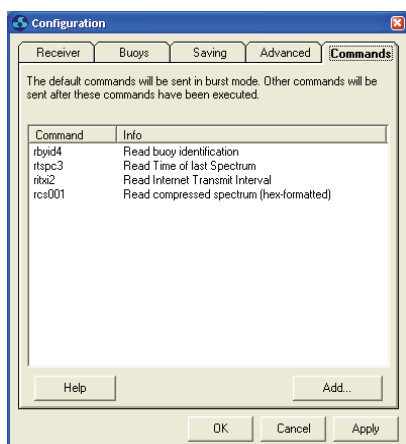 Configuration
Receiver Buoys Saving Advanced Commands
The default commands will be sent in burst mode. Other commands will be
sent after these commands have been executed.
Command Info
rbyid4 Read buoy identification
rtspc3 Read Time of last Spectrum
ritxi2 Read Internet Transmit Interval
rcs001 Read compressed spectrum (hex-formatted)
Help Add...
OK Cancel Apply